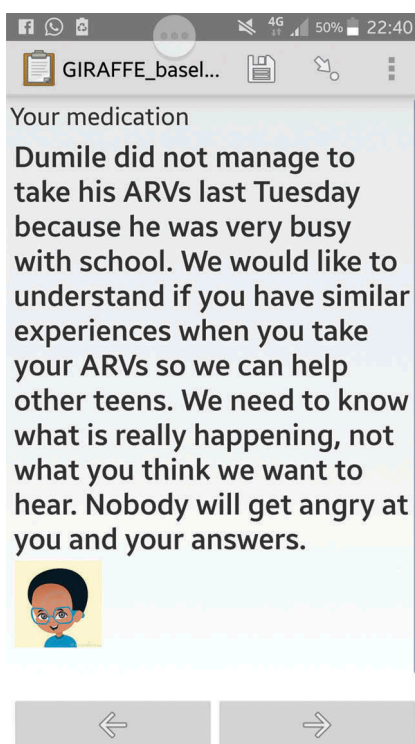 4G 50% 22:40
GIRAFFE_basel...
Your medication
Dumile did not manage to
take his ARVs last Tuesday
because he was very busy
with school. We would like to
understand if you have similar
experiences when you take
your ARVs so we can help
other teens. We need to know
what is really happening, not
what you think we want to
hear. Nobody will get angry at
you and your answers.